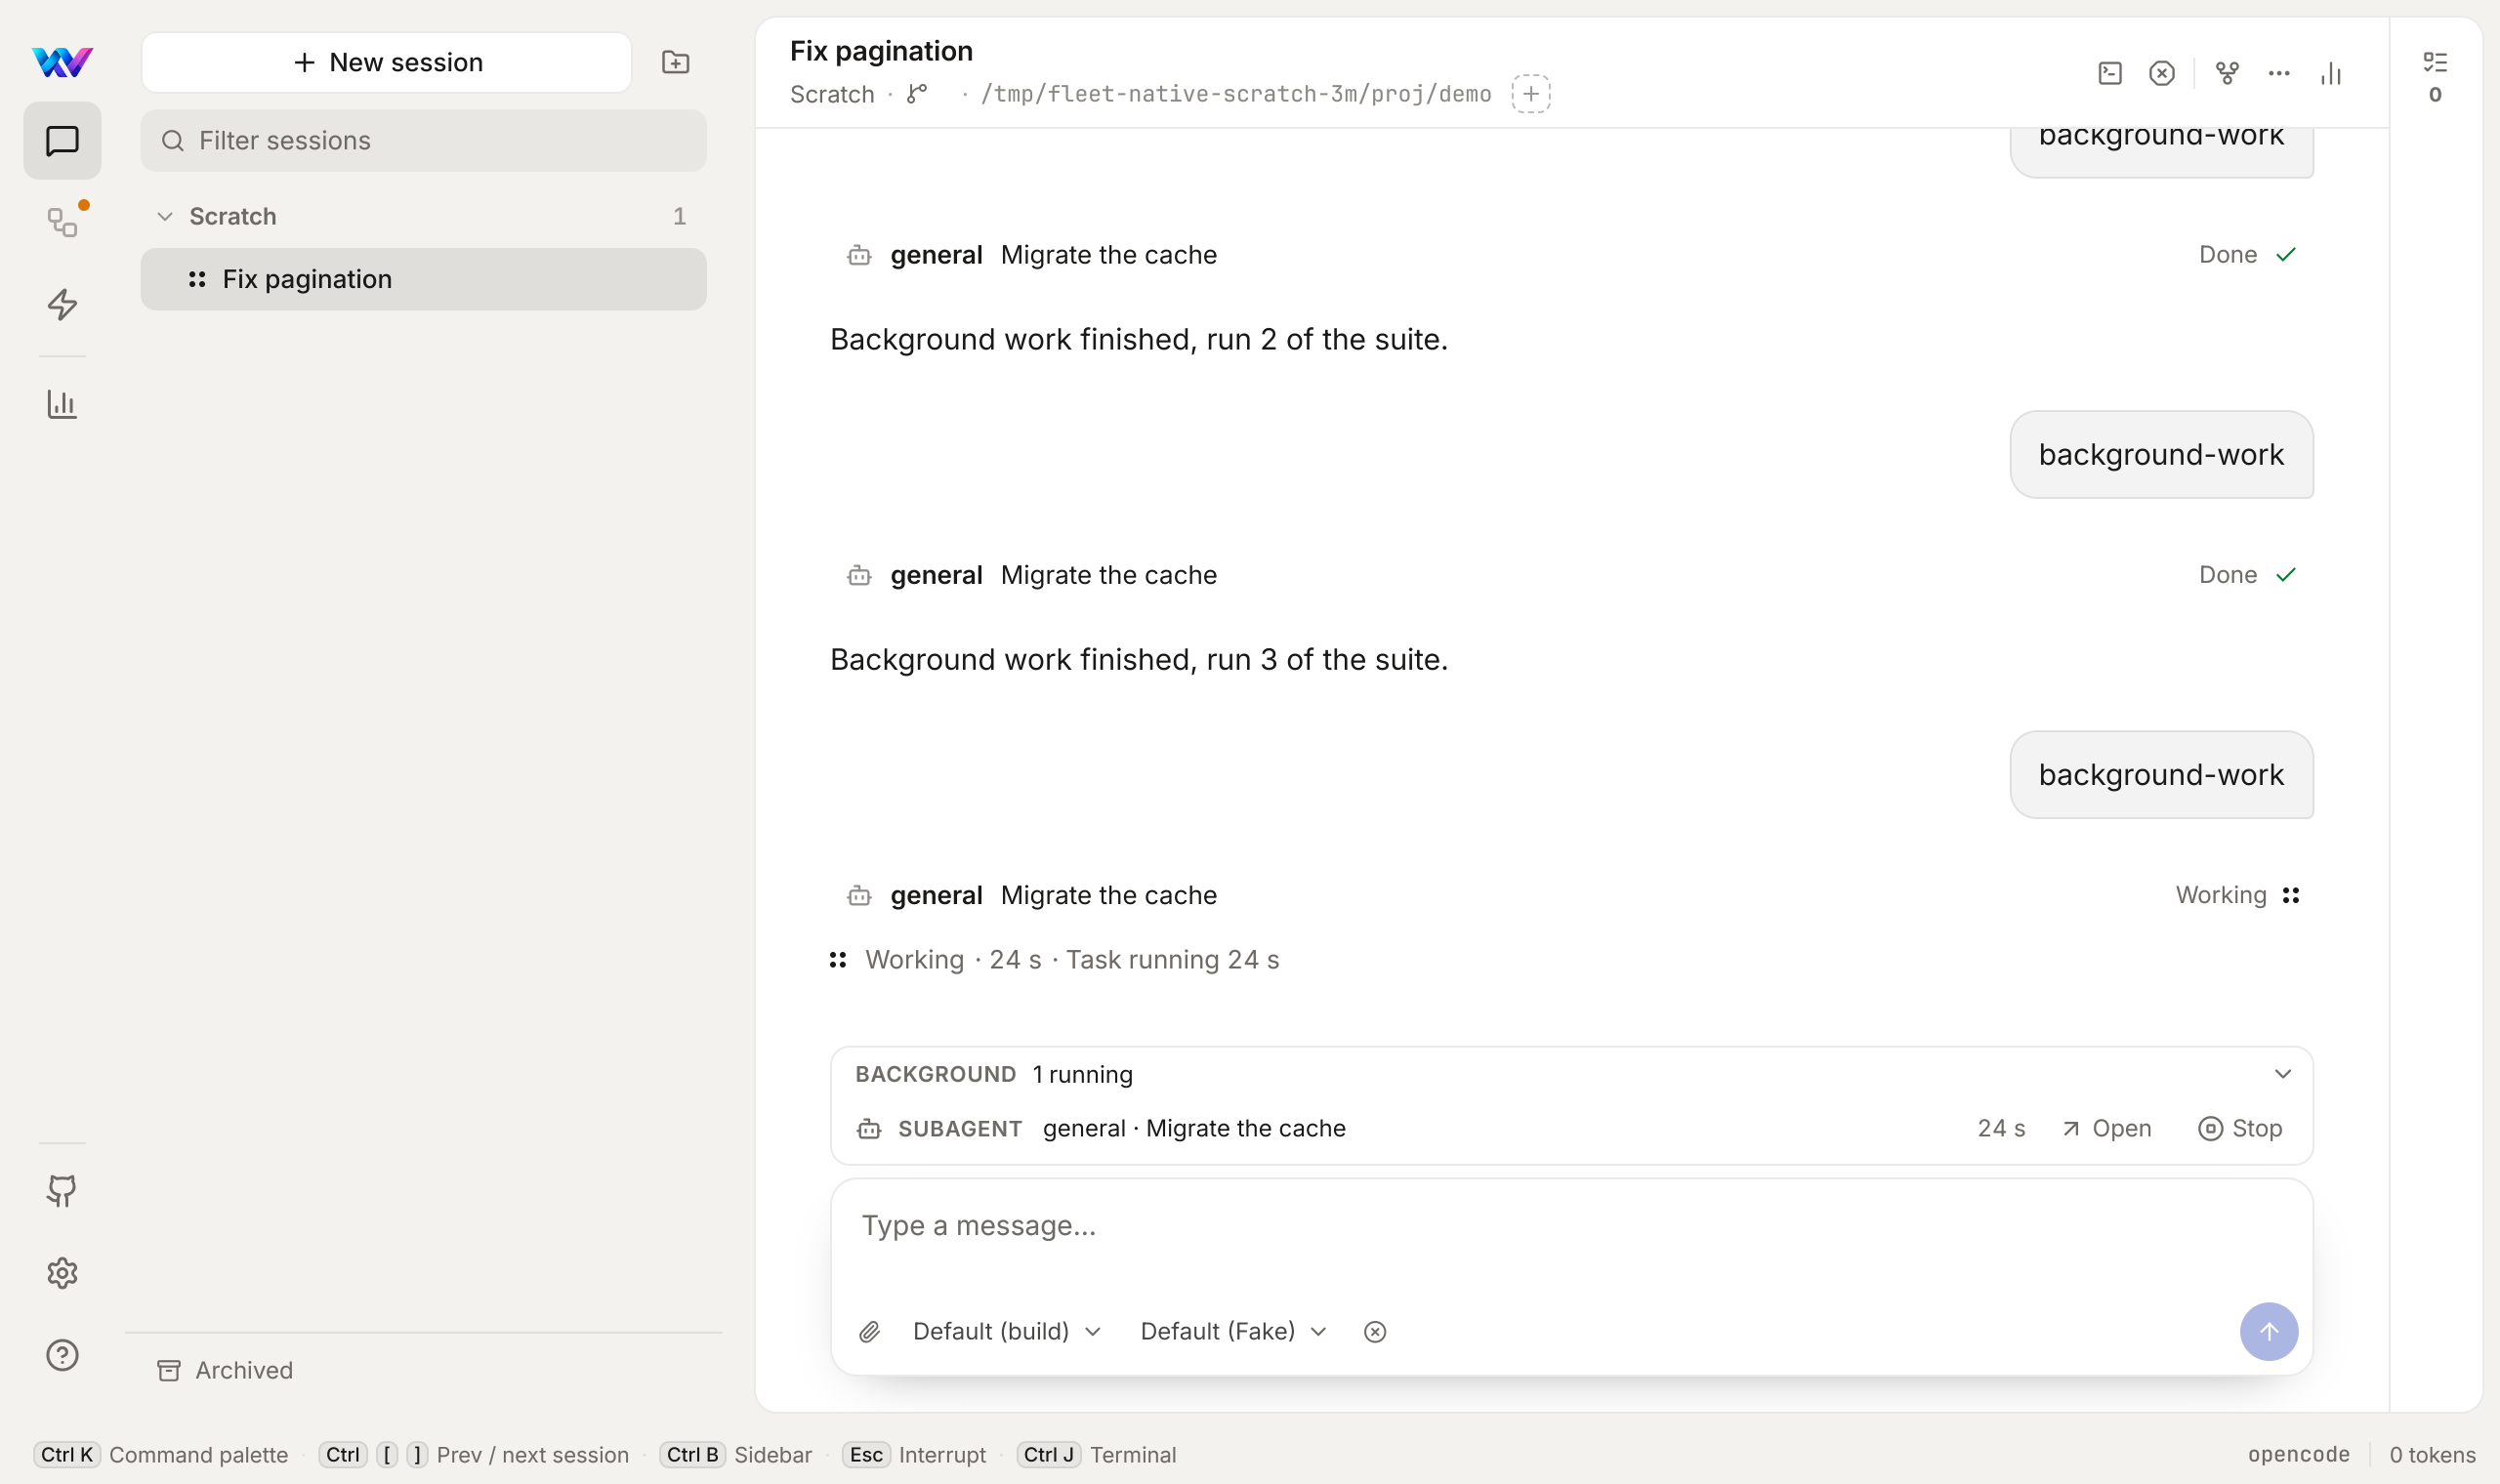 New session
Filter sessions
Scratch 1
Fix pagination
Archived
Fix pagination
Scratch · · /tmp/fleet-native-scratch-3m/proj/demo
0
background-work
general Migrate the cache Done
Background work finished, run 2 of the suite.
background-work
general Migrate the cache Done
Background work finished, run 3 of the suite.
background-work
general Migrate the cache Working
Working · 24 s · Task running 24 s
BACKGROUND 1 running
SUBAGENT general · Migrate the cache 24 s Open Stop
Type a message...
Default (build) Default (Fake)
Ctrl K Command palette · Ctrl [ ] Prev / next session · Ctrl B Sidebar · Esc Interrupt · Ctrl J Terminal
opencode 0 tokens